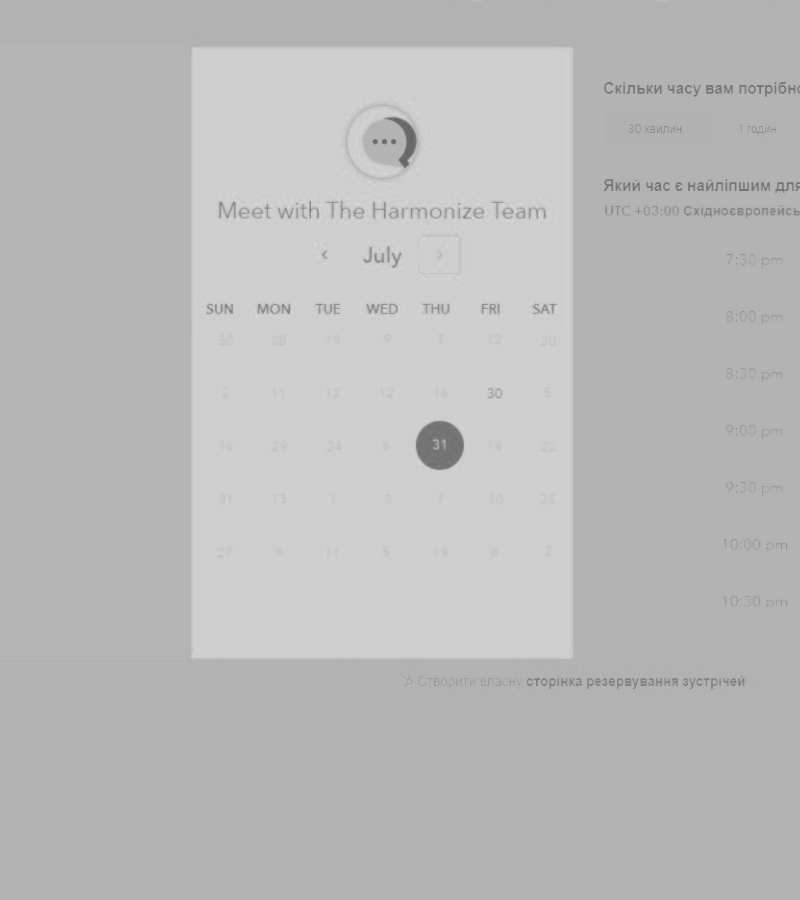 Meet with The Harmonize Team
July
SUN MON TUE WED THU FRI SAT
30 28 19 9 7 12 20
2 11 12 12 16 30 5
16 29 24 6 31 14 22
31 13 1 8 7 10 25
27 8 11 5 19 8 2
Скільки часу вам потрібно
30 хвилин 1 годин
Який час є найліпшим для
UTC +03:00 Східноєвропейсь
7:30 pm
8:00 pm
8:30 pm
9:00 pm
9:30 pm
10:00 pm
10:30 pm
Створити власну сторінка резервування зустрічей